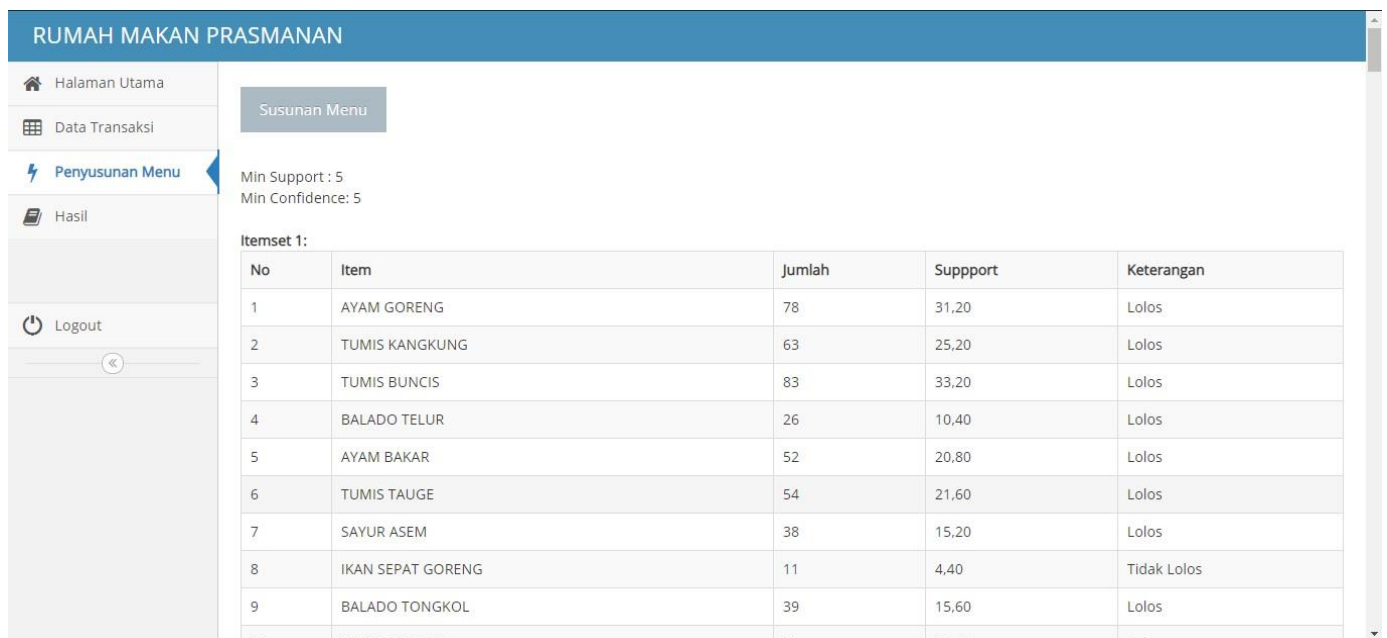 RUMAH MAKAN PRASMANAN
Halaman Utama
Data Transaksi
Penyusunan Menu
Hasil
Logout
Susunan Menu
Min Support : 5
Min Confidence: 5
Itemset 1:
No Item Jumlah Suppport Keterangan
1 AYAM GORENG 78 31,20 Lolos
2 TUMIS KANGKUNG 63 25,20 Lolos
3 TUMIS BUNCIS 83 33,20 Lolos
4 BALADO TELUR 26 10,40 Lolos
5 AYAM BAKAR 52 20,80 Lolos
6 TUMIS TAUGE 54 21,60 Lolos
7 SAYUR ASEM 38 15,20 Lolos
8 IKAN SEPAT GORENG 11 4,40 Tidak Lolos
9 BALADO TONGKOL 39 15,60 Lolos